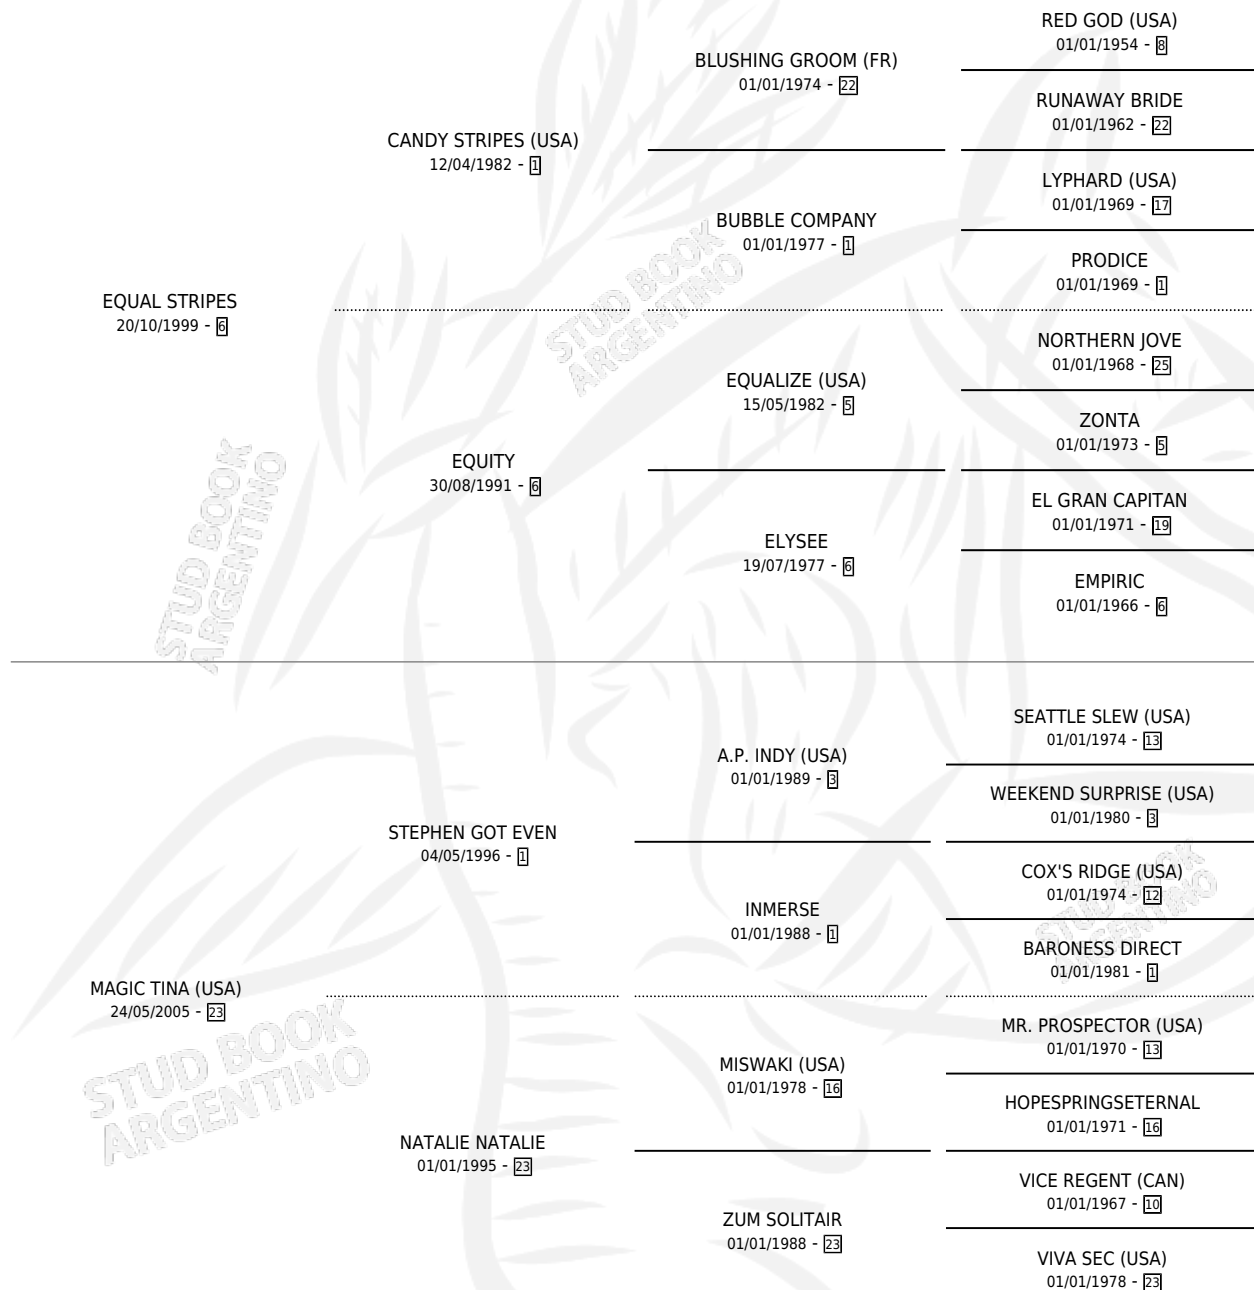 EQUAL STRIPES
20/10/1999 - 6
CANDY STRIPES (USA)
12/04/1982 - 1
BLUSHING GROOM (FR)
01/01/1974 - 22
RED GOD (USA)
01/01/1954 - 8
RUNAWAY BRIDE
01/01/1962 - 22
BUBBLE COMPANY
01/01/1977 - 1
LYPHARD (USA)
01/01/1969 - 17
PRODICE
01/01/1969 - 1
EQUITY
30/08/1991 - 6
EQUALIZE (USA)
15/05/1982 - 5
NORTHERN JOVE
01/01/1968 - 25
ZONTA
01/01/1973 - 5
ELYSEE
19/07/1977 - 6
EL GRAN CAPITAN
01/01/1971 - 19
EMPIRIC
01/01/1966 - 6
MAGIC TINA (USA)
24/05/2005 - 23
STEPHEN GOT EVEN
04/05/1996 - 1
A.P. INDY (USA)
01/01/1989 - 3
SEATTLE SLEW (USA)
01/01/1974 - 13
WEEKEND SURPRISE (USA)
01/01/1980 - 3
INMERSE
01/01/1988 - 1
COX'S RIDGE (USA)
01/01/1974 - 12
BARONESS DIRECT
01/01/1981 - 1
NATALIE NATALIE
01/01/1995 - 23
MISWAKI (USA)
01/01/1978 - 16
MR. PROSPECTOR (USA)
01/01/1970 - 13
HOPESPRINGSETERNAL
01/01/1971 - 16
ZUM SOLITAIR
01/01/1988 - 23
VICE REGENT (CAN)
01/01/1967 - 10
VIVA SEC (USA)
01/01/1978 - 23
STUD BOOK
ARGENTINO
STUD BOOK
ARGENTINO
STUD BOOK
ARGENTINO
STUD BOOK
ARGENTINO